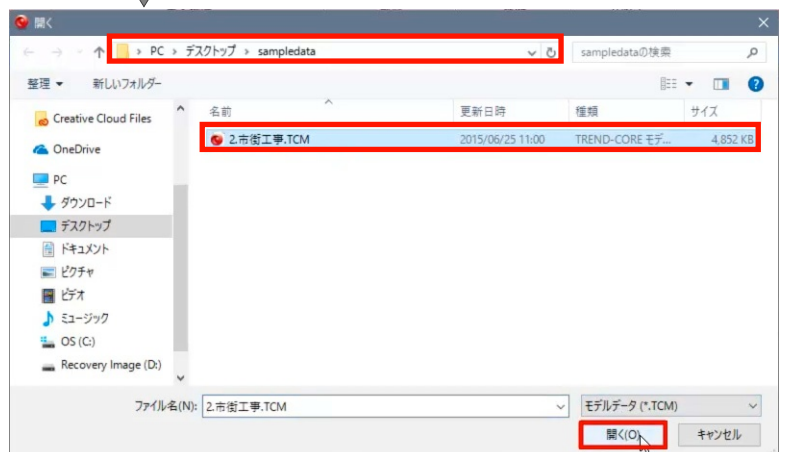 開く
PC › デスクトップ › sampledata
sampledataの検索
整理
新しいフォルダー
名前
更新日時
種類
サイズ
2.市街工事.TCM
2015/06/25 11:00
TREND-CORE モデ...
4,852 KB
Creative Cloud Files
OneDrive
PC
ダウンロード
デスクトップ
ドキュメント
ピクチャ
ビデオ
ミュージック
OS (C:)
Recovery Image (D:)
ファイル名(N):
2.市街工事.TCM
モデルデータ (*.TCM)
開く(O)
キャンセル